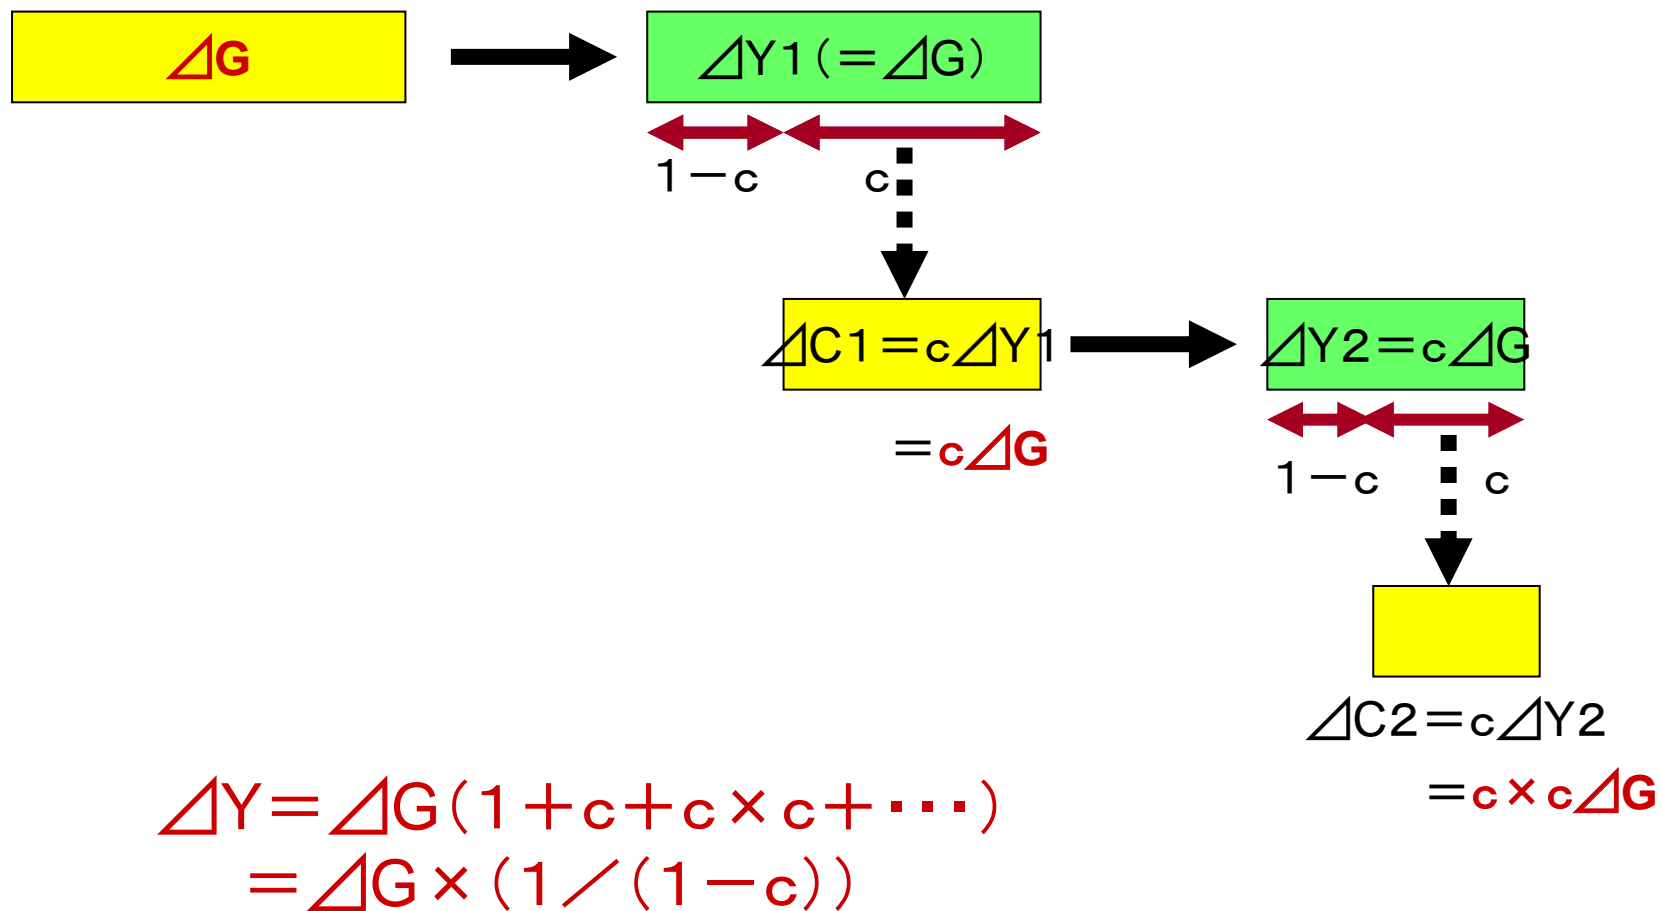 ⊿G
⊿Y1(=⊿G)
1-c
c
⊿C1=c⊿Y1
=c⊿G
⊿Y2=c⊿G
1-c
c
⊿C2=c⊿Y2
=c×c⊿G
⊿Y=⊿G(1+c+c×c+・・・)
=⊿G×(1/(1-c))